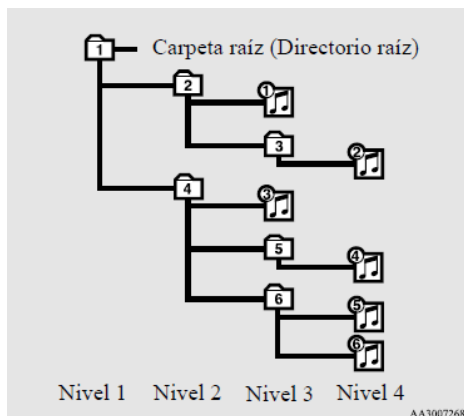 1 Carpeta raíz (Directorio raíz)
2 ①
3 ②
4 ③
5 ④
6 ⑤
⑥
Nivel 1 Nivel 2 Nivel 3 Nivel 4
AA3007268